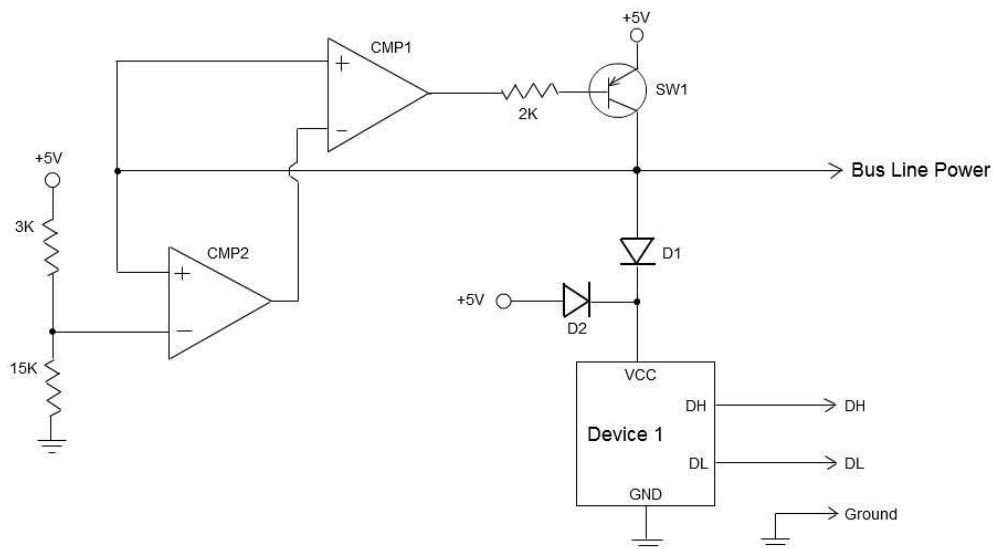 +5V
CMP1
+
−
2K
SW1
+5V
Bus Line Power
3K
CMP2
+
−
D1
+5V
D2
15K
VCC
DH
DH
Device 1
DL
DL
GND
Ground